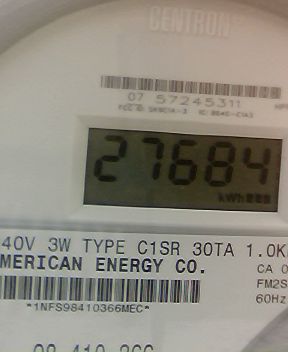 CENTRON
07 57245311
27684
kWh
40V 3W TYPE C1SR 30TA 1.0K
MERICAN ENERGY CO.
CA 0
FM2S
60Hz
*1NFS98410366MEC*